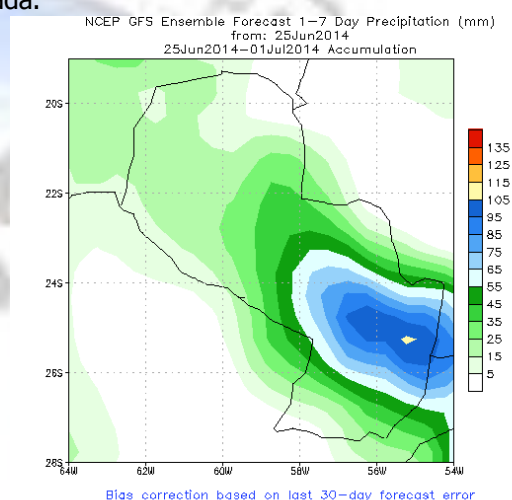 nda.
NCEP GFS Ensemble Forecast 1-7 Day Precipitation (mm)
from: 25Jun2014
25Jun2014-01Jul2014 Accumulation
20S
22S
24S
26S
28S
64W 62W 60W 58W 56W 54W
135
125
115
105
95
85
75
65
55
45
35
25
15
5
Bias correction based on last 30-day forecast error